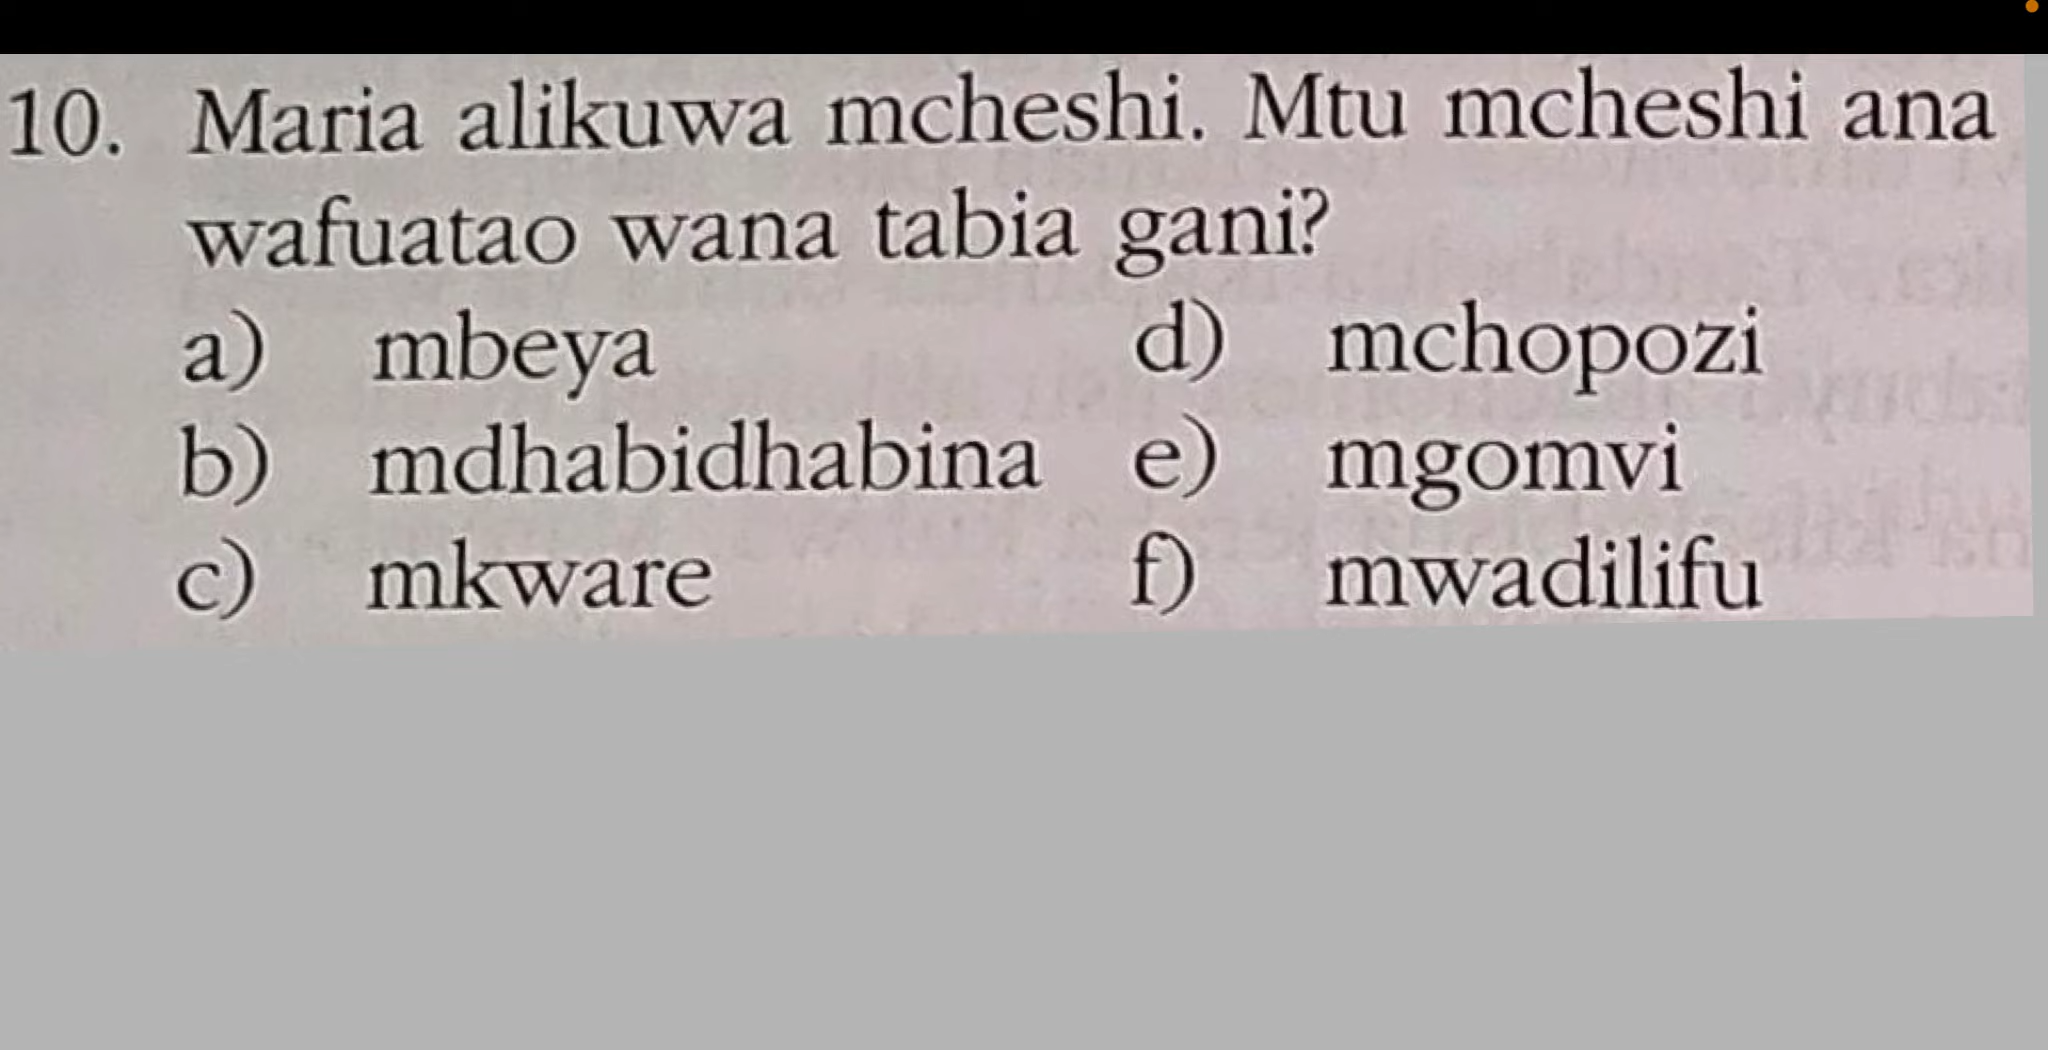 10. Maria alikuwa mcheshi. Mtu mcheshi ana
wafuatao wana tabia gani?
a) mbeya d) mchopozi
b) mdhabidhabina e) mgomvi
c) mkware f) mwadilifu